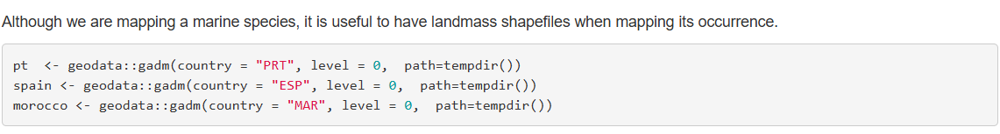 Although we are mapping a marine species, it is useful to have landmass shapefiles when mapping its occurrence.
pt  <- geodata::gadm(country = "PRT", level = 0,  path=tempdir())
spain <- geodata::gadm(country = "ESP", level = 0,  path=tempdir())
morocco <- geodata::gadm(country = "MAR", level = 0,  path=tempdir())